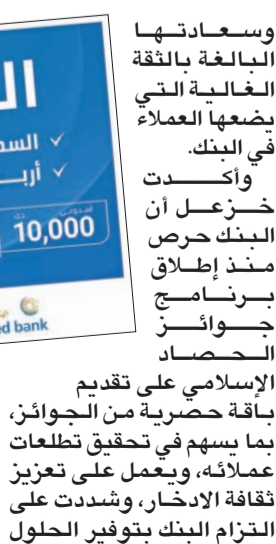 وسعادتها
البالغة بالثقة
الغالية التي
يضعها العملاء
في البنك.
وأكدت
خزعل أن
البنك حرص
منذ إطلاق
برنامج
جوائز
الحصاد
الإسلامي على تقديم
باقة حصرية من الجوائز،
بما يسهم في تحقيق تطلعات
عملائه، ويعمل على تعزيز
ثقافة الادخار، وشددت على
التزام البنك بتوفير الحلول
10,000
bank